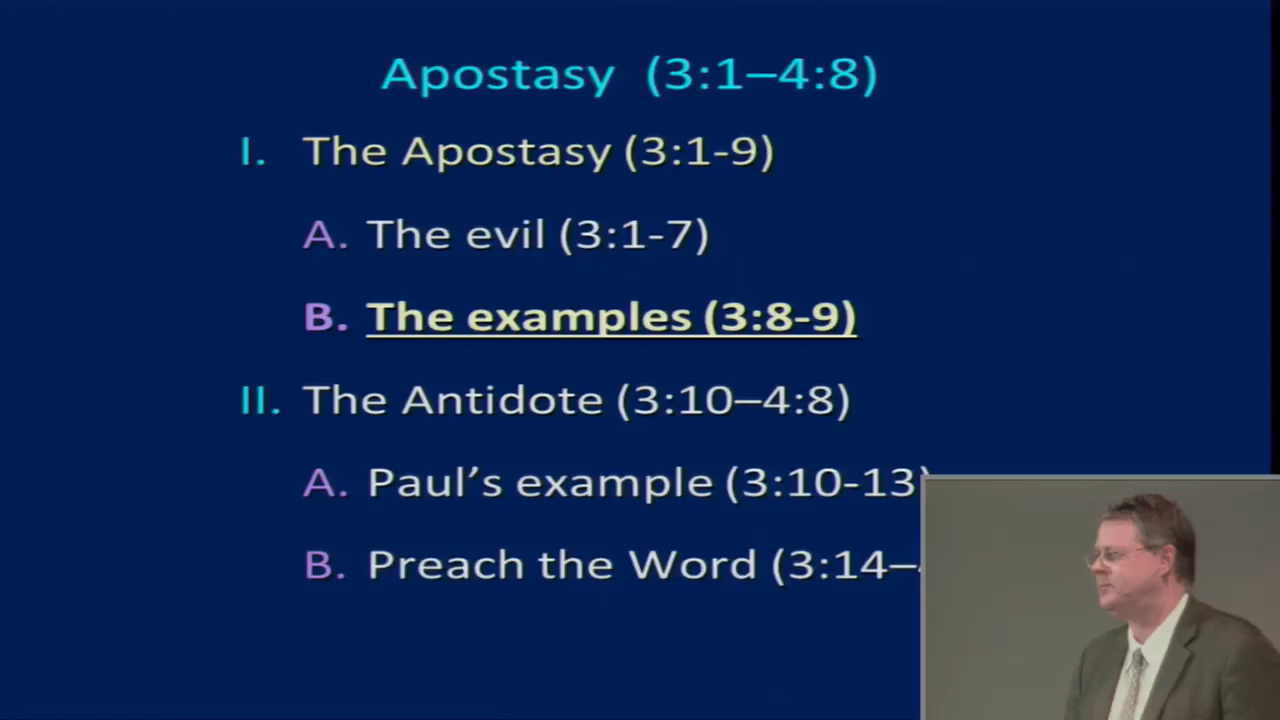 Apostasy (3:1–4:8)
I. The Apostasy (3:1-9)
A. The evil (3:1-7)
B. The examples (3:8-9)
II. The Antidote (3:10–4:8)
A. Paul’s example (3:10-13)
B. Preach the Word (3:14–